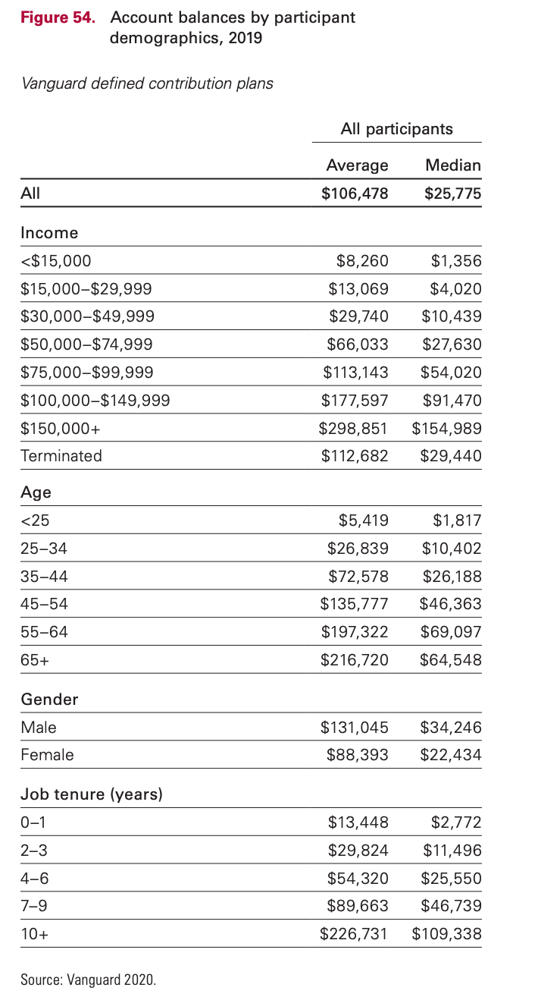 Figure 54. Account balances by participant
demographics, 2019
Vanguard defined contribution plans
All participants
Average Median
All $106,478 $25,775
Income
<$15,000 $8,260 $1,356
$15,000–$29,999 $13,069 $4,020
$30,000–$49,999 $29,740 $10,439
$50,000–$74,999 $66,033 $27,630
$75,000–$99,999 $113,143 $54,020
$100,000–$149,999 $177,597 $91,470
$150,000+ $298,851 $154,989
Terminated $112,682 $29,440
Age
<25 $5,419 $1,817
25–34 $26,839 $10,402
35–44 $72,578 $26,188
45–54 $135,777 $46,363
55–64 $197,322 $69,097
65+ $216,720 $64,548
Gender
Male $131,045 $34,246
Female $88,393 $22,434
Job tenure (years)
0–1 $13,448 $2,772
2–3 $29,824 $11,496
4–6 $54,320 $25,550
7–9 $89,663 $46,739
10+ $226,731 $109,338
Source: Vanguard 2020.